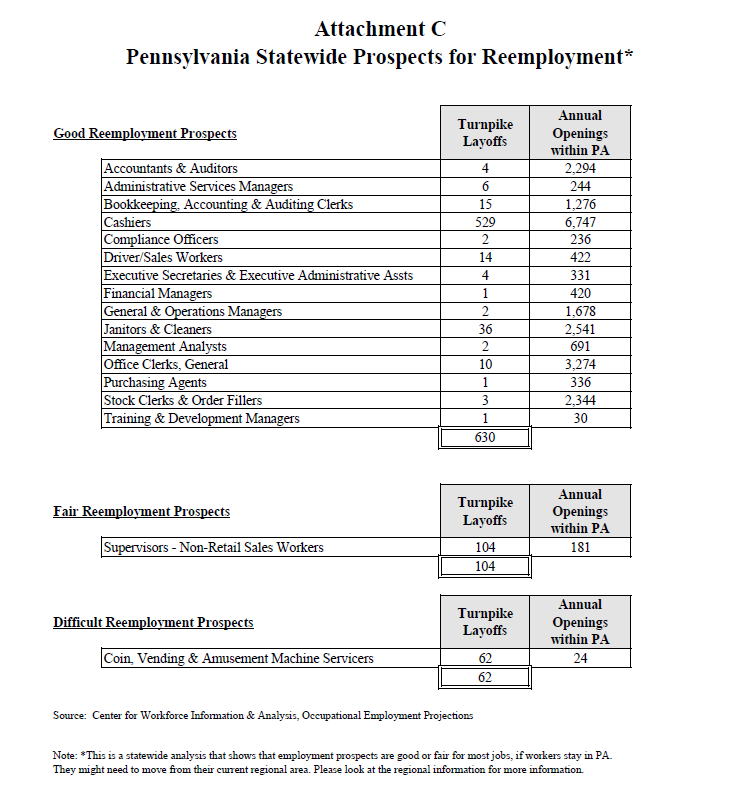 Attachment C
Pennsylvania Statewide Prospects for Reemployment*
Good Reemployment Prospects
Turnpike
Layoffs
Annual
Openings
within PA
Accountants & Auditors 4 2,294
Administrative Services Managers 6 244
Bookkeeping, Accounting & Auditing Clerks 15 1,276
Cashiers 529 6,747
Compliance Officers 2 236
Driver/Sales Workers 14 422
Executive Secretaries & Executive Administrative Assts 4 331
Financial Managers 1 420
General & Operations Managers 2 1,678
Janitors & Cleaners 36 2,541
Management Analysts 2 691
Office Clerks, General 10 3,274
Purchasing Agents 1 336
Stock Clerks & Order Fillers 3 2,344
Training & Development Managers 1 30
630
Fair Reemployment Prospects
Turnpike
Layoffs
Annual
Openings
within PA
Supervisors - Non-Retail Sales Workers 104 181
104
Difficult Reemployment Prospects
Turnpike
Layoffs
Annual
Openings
within PA
Coin, Vending & Amusement Machine Servicers 62 24
62
Source: Center for Workforce Information & Analysis, Occupational Employment Projections
Note: *This is a statewide analysis that shows that employment prospects are good or fair for most jobs, if workers stay in PA.
They might need to move from their current regional area. Please look at the regional information for more information.